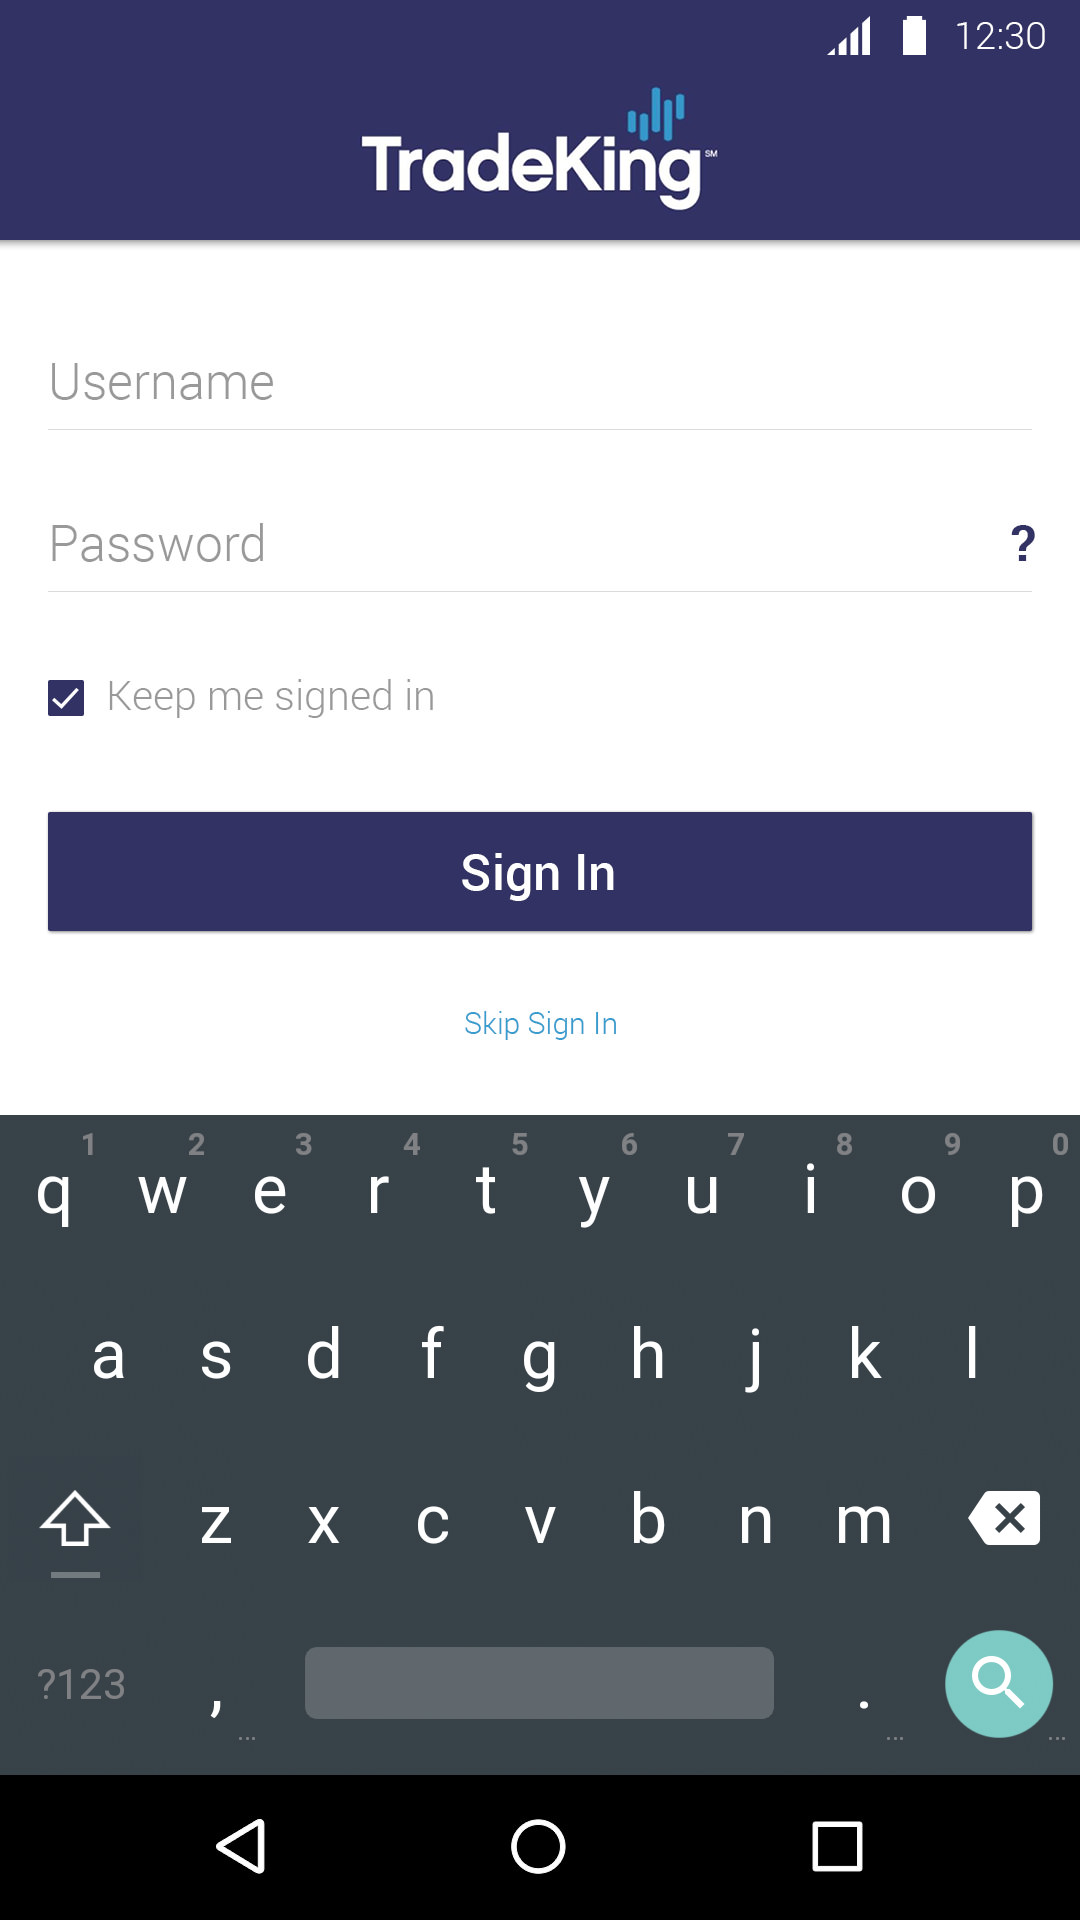 12:30
TradeKing℠
Username
Password ?
Keep me signed in
Sign In
Skip Sign In
1 2 3 4 5 6 7 8 9 0
q w e r t y u i o p
a s d f g h j k l
z x c v b n m
?123 , .
... ... ...